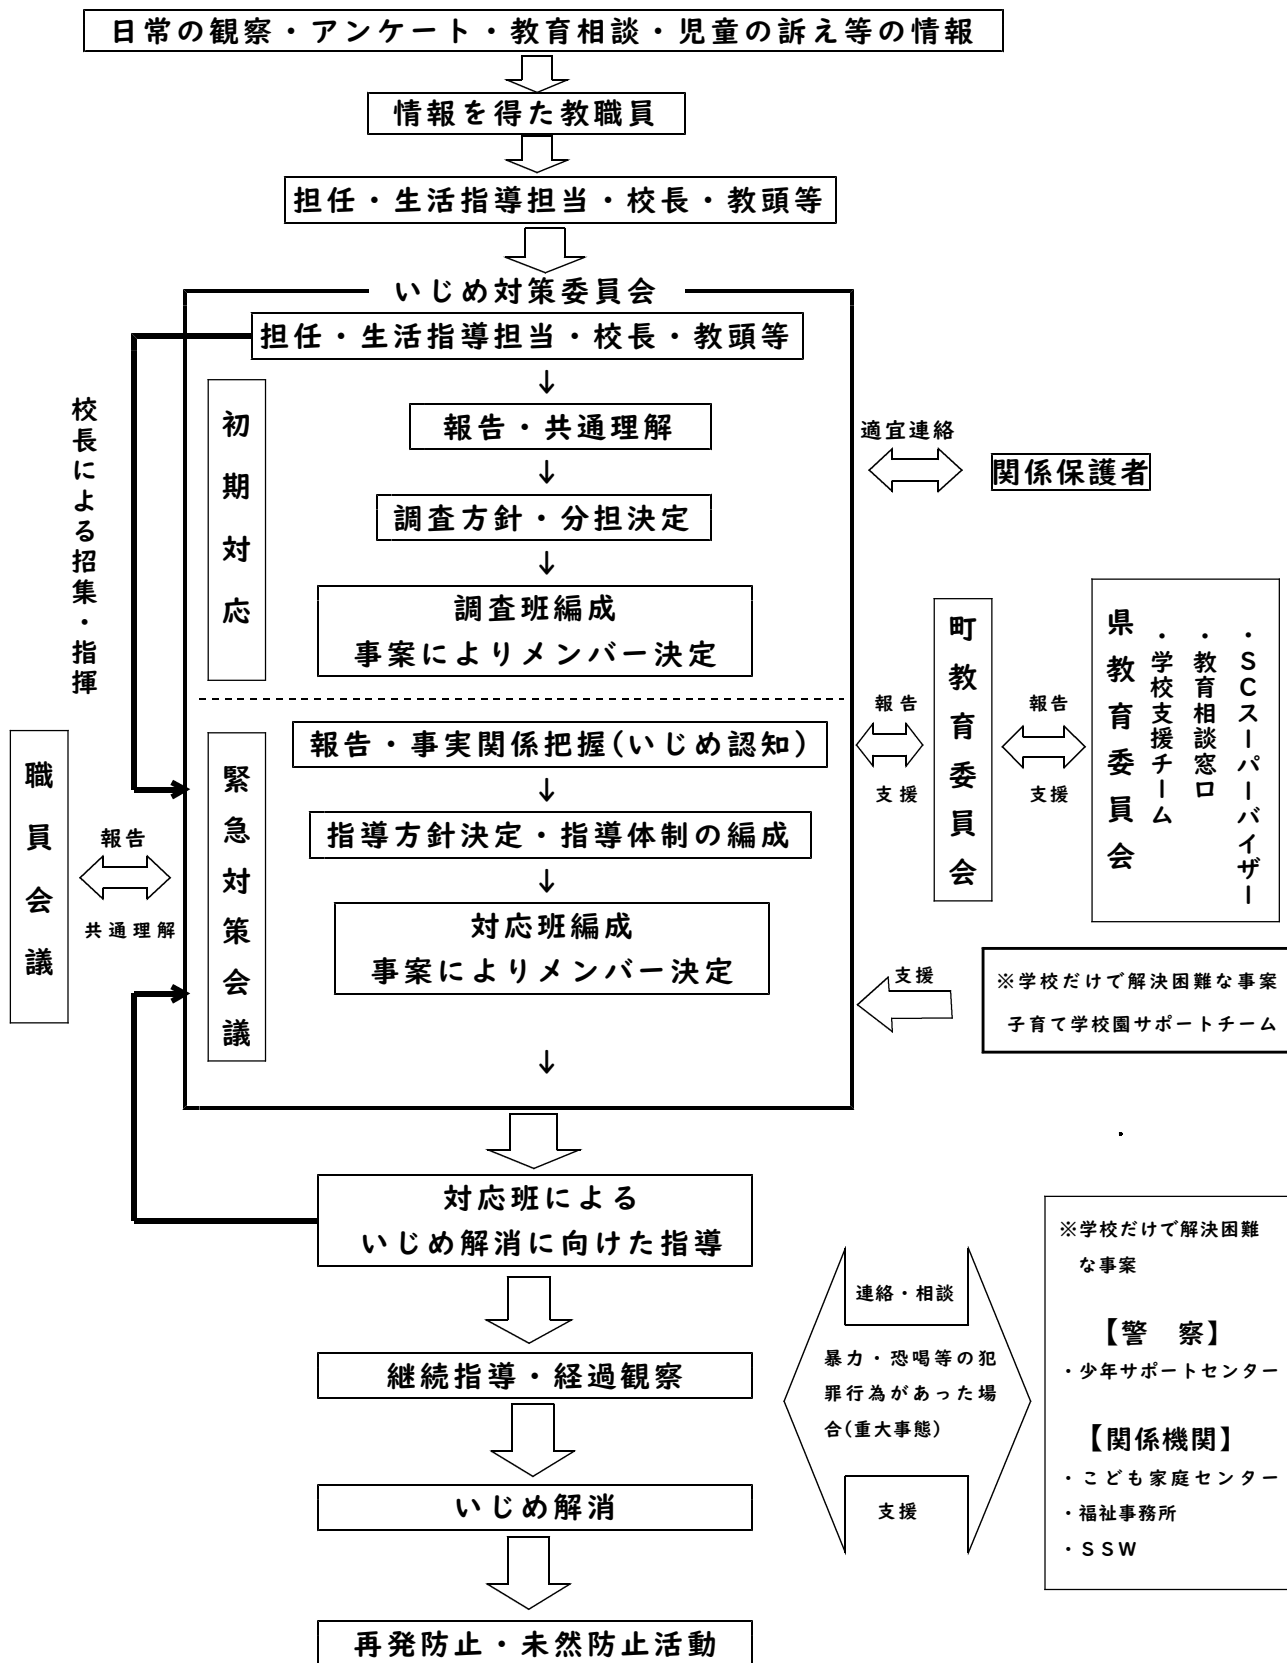 日常の観察・アンケート・教育相談・児童の訴え等の情報
情報を得た教職員
担任・生活指導担当・校長・教頭等
いじめ対策委員会
担任・生活指導担当・校長・教頭等
校長による招集・指揮
初期対応
↓
報告・共通理解
↓
調査方針・分担決定
↓
調査班編成
事案によりメンバー決定
適宜連絡
関係保護者
緊急対策会議
報告・事実関係把握(いじめ認知)
↓
指導方針決定・指導体制の編成
↓
対応班編成
事案によりメンバー決定
↓
職員会議
報告
共通理解
報告
支援
町教育委員会
報告
支援
県教育委員会
・学校支援チーム
・教育相談窓口
・SCスーパーバイザー
支援
※学校だけで解決困難な事案
子育て学校園サポートチーム
対応班による
いじめ解消に向けた指導
継続指導・経過観察
いじめ解消
再発防止・未然防止活動
連絡・相談
暴力・恐喝等の犯
罪行為があった場
合(重大事態)
支援
※学校だけで解決困難
な事案
【警　察】
・少年サポートセンター
【関係機関】
・こども家庭センター
・福祉事務所
・SSW